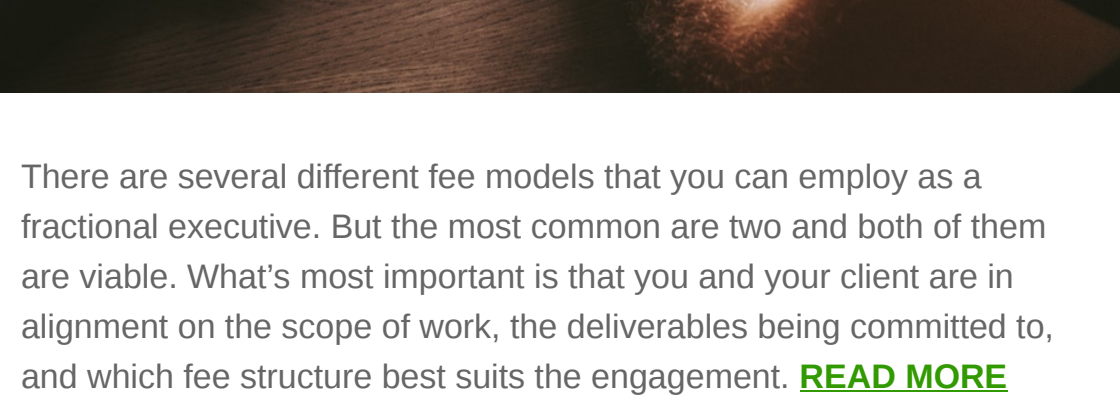 There are several different fee models that you can employ as a
fractional executive. But the most common are two and both of them
are viable. What’s most important is that you and your client are in
alignment on the scope of work, the deliverables being committed to,
and which fee structure best suits the engagement. READ MORE